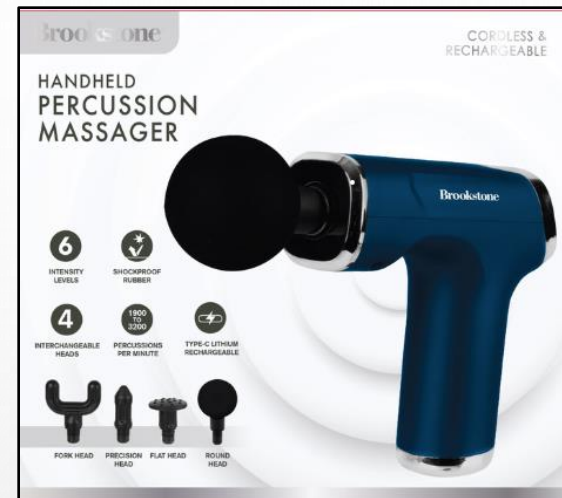 Brookstone
CORDLESS &
RECHARGEABLE
HANDHELD
PERCUSSION
MASSAGER
Brookstone
6
INTENSITY
LEVELS
SHOCKPROOF
RUBBER
4
INTERCHANGEABLE
HEADS
1900
TO
3200
PERCUSSIONS
PER MINUTE
TYPE-C LITHIUM
RECHARGEABLE
FORK HEAD
PRECISION
HEAD
FLAT HEAD
ROUND
HEAD